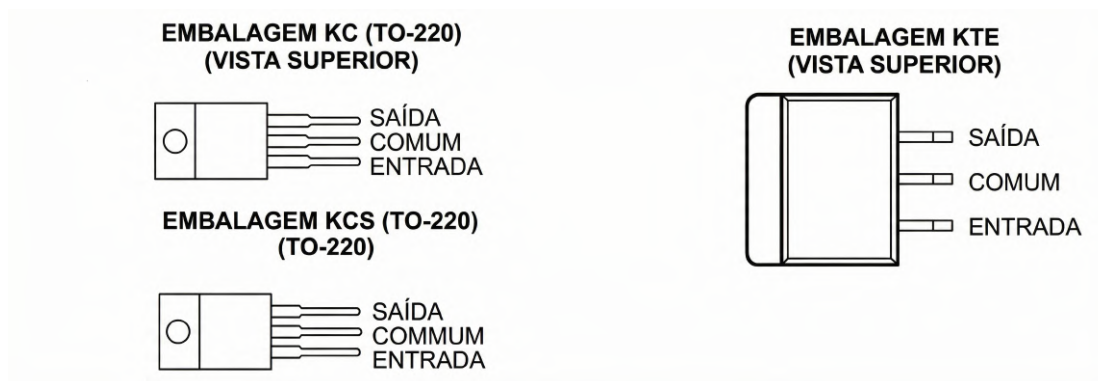 EMBALAGEM KC (TO-220)
(VISTA SUPERIOR)
SAÍDA
COMUM
ENTRADA
EMBALAGEM KCS (TO-220)
(TO-220)
SAÍDA
COMMUM
ENTRADA
EMBALAGEM KTE
(VISTA SUPERIOR)
SAÍDA
COMUM
ENTRADA